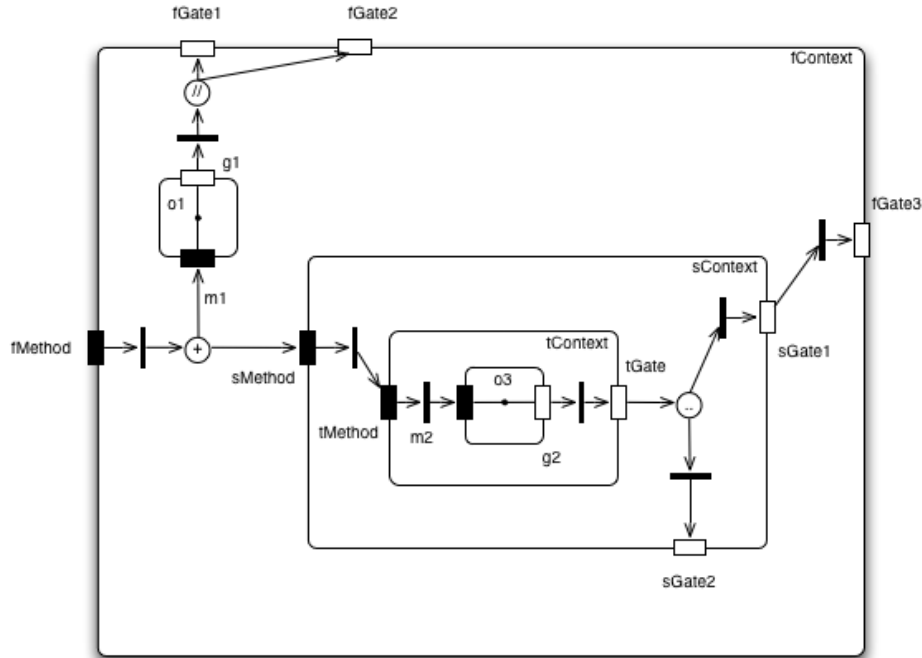 fGate1
fGate2
fContext
//
g1
o1
fGate3
m1
sContext
fMethod
+
sMethod
sGate1
tContext
tGate
o3
..
tMethod
m2
g2
sGate2